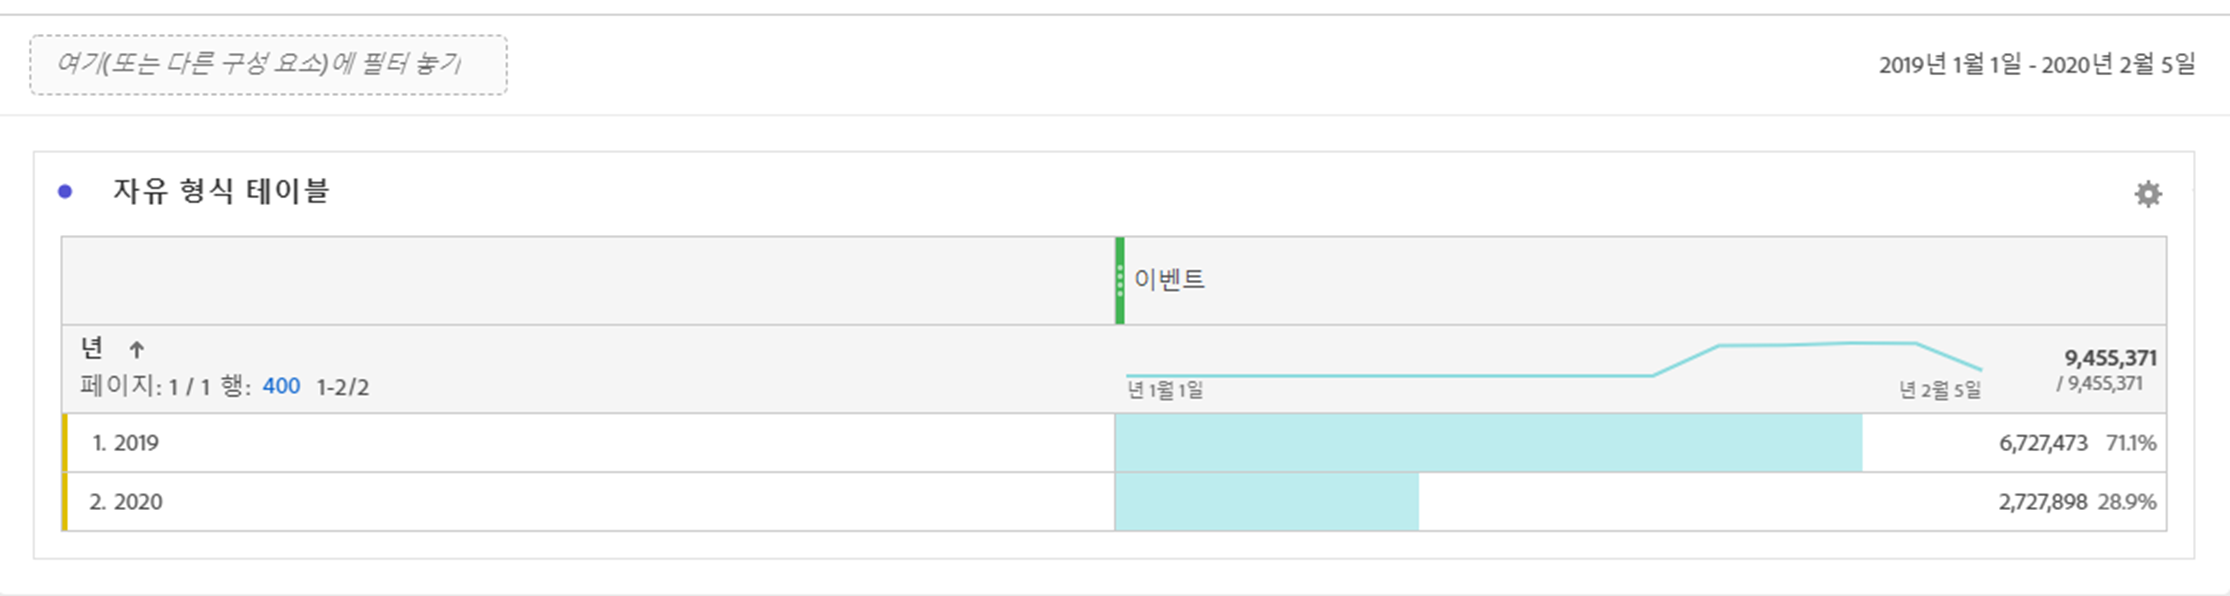 여기(또는 다른 구성 요소)에 필터 놓기
2019년 1월 1일 - 2020년 2월 5일
자유 형식 테이블
이벤트
년 ↑
페이지: 1 / 1 행: 400 1-2/2
년 1월 1일
년 2월 5일
9,455,371
/ 9,455,371
1. 2019 6,727,473 71.1%
2. 2020 2,727,898 28.9%